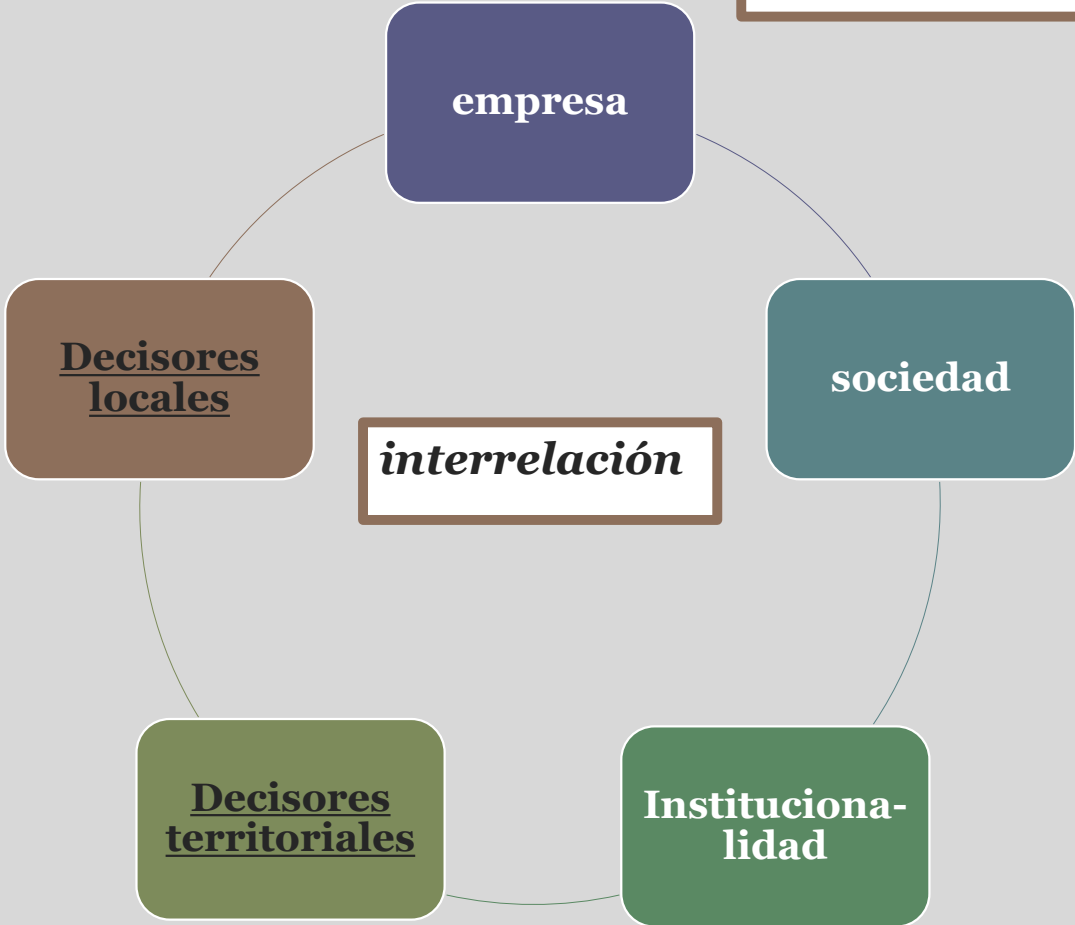 empresa
sociedad
Instituciona-
lidad
Decisores
territoriales
Decisores
locales
interrelación